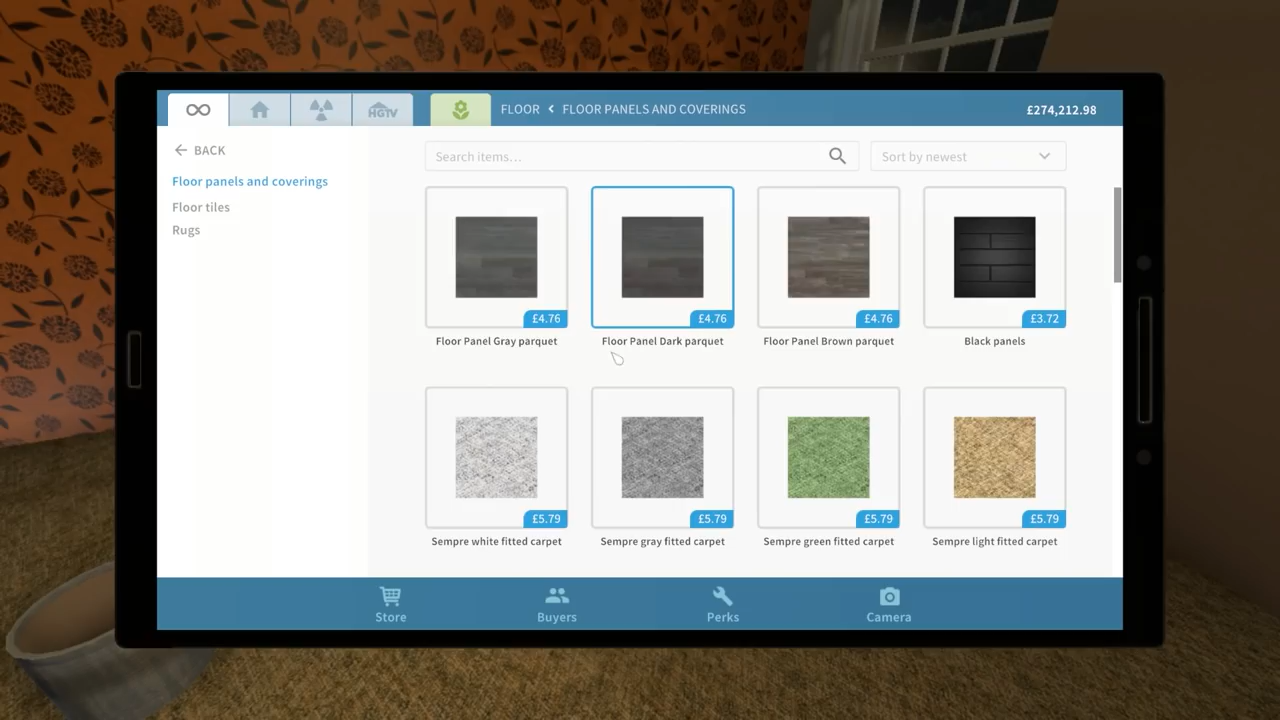 HGTV
FLOOR < FLOOR PANELS AND COVERINGS
£274,212.98
BACK
Search items...
Sort by newest
Floor panels and coverings
Floor tiles
Rugs
£4.76
£4.76
£4.76
£3.72
Floor Panel Gray parquet
Floor Panel Dark parquet
Floor Panel Brown parquet
Black panels
£5.79
£5.79
£5.79
£5.79
Sempre white fitted carpet
Sempre gray fitted carpet
Sempre green fitted carpet
Sempre light fitted carpet
Store
Buyers
Perks
Camera